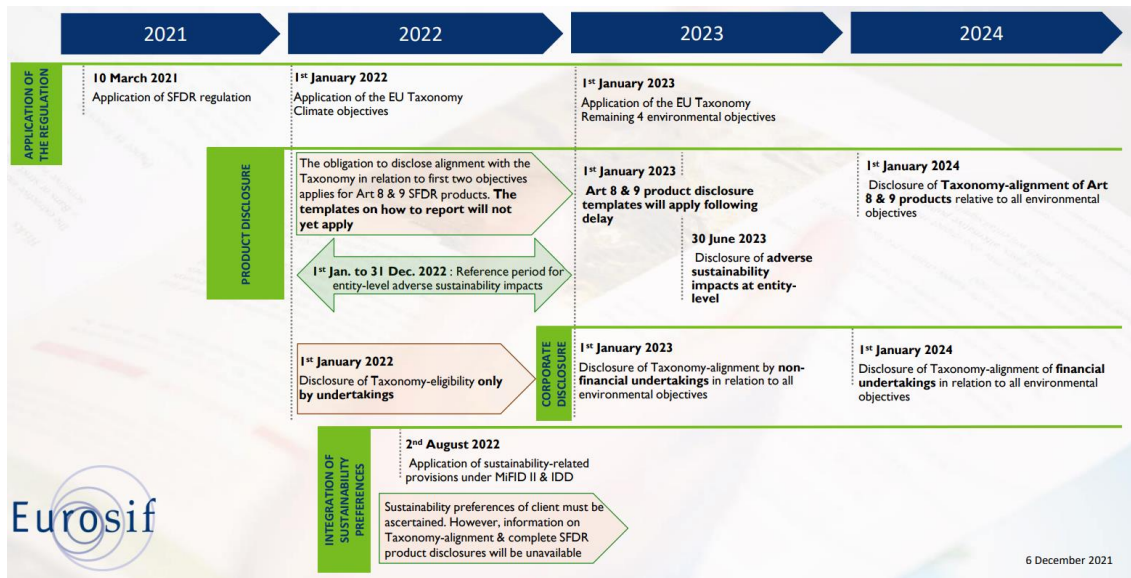 2021
2022
2023
2024
APPLICATION OF
THE REGULATION
10 March 2021
Application of SFDR regulation
1st January 2022
Application of the EU Taxonomy
Climate objectives
1st January 2023
Application of the EU Taxonomy
Remaining 4 environmental objectives
PRODUCT DISCLOSURE
The obligation to disclose alignment with the
Taxonomy in relation to first two objectives
applies for Art 8 & 9 SFDR products. The
templates on how to report will not
yet apply
1st January 2023
Art 8 & 9 product disclosure
templates will apply following
delay
1st January 2024
Disclosure of Taxonomy-alignment of Art
8 & 9 products relative to all environmental
objectives
1st Jan. to 31 Dec. 2022 : Reference period for
entity-level adverse sustainability impacts
30 June 2023
Disclosure of adverse
sustainability
impacts at entity-
level
CORPORATE
DISCLOSURE
1st January 2022
Disclosure of Taxonomy-eligibility only
by undertakings
1st January 2023
Disclosure of Taxonomy-alignment by non-
financial undertakings in relation to all
environmental objectives
1st January 2024
Disclosure of Taxonomy-alignment of financial
undertakings in relation to all environmental
objectives
INTEGRATION OF
SUSTAINABILITY
PREFERENCES
2nd August 2022
Application of sustainability-related
provisions under MiFID II & IDD
Sustainability preferences of client must be
ascertained. However, information on
Taxonomy-alignment & complete SFDR
product disclosures will be unavailable
Eurosif
6 December 2021